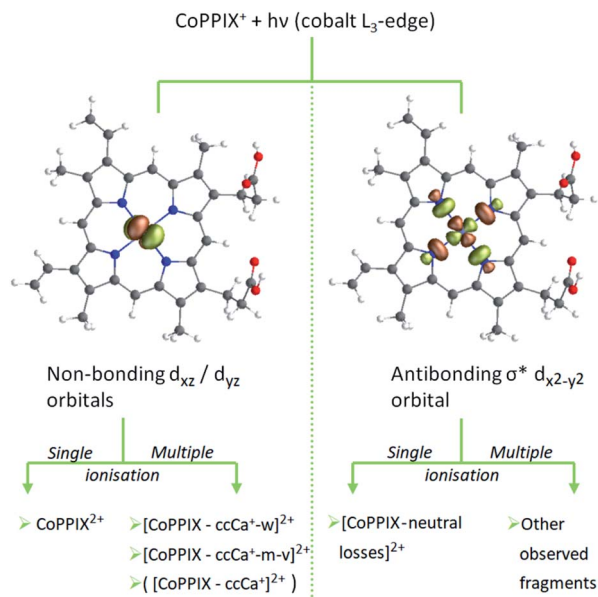 CoPPIX⁺ + hν (cobalt L₃-edge)
Non-bonding dxz / dyz
orbitals
Antibonding σ* dx2-y2
orbital
Single Multiple
ionisation
Single Multiple
ionisation
➢ CoPPIX²⁺
➢ [CoPPIX - ccCa⁺-w]²⁺
➢ [CoPPIX - ccCa⁺-m-v]²⁺
➢ ( [CoPPIX - ccCa⁺]²⁺ )
➢ [CoPPIX-neutral
losses]²⁺
➢ Other
observed
fragments